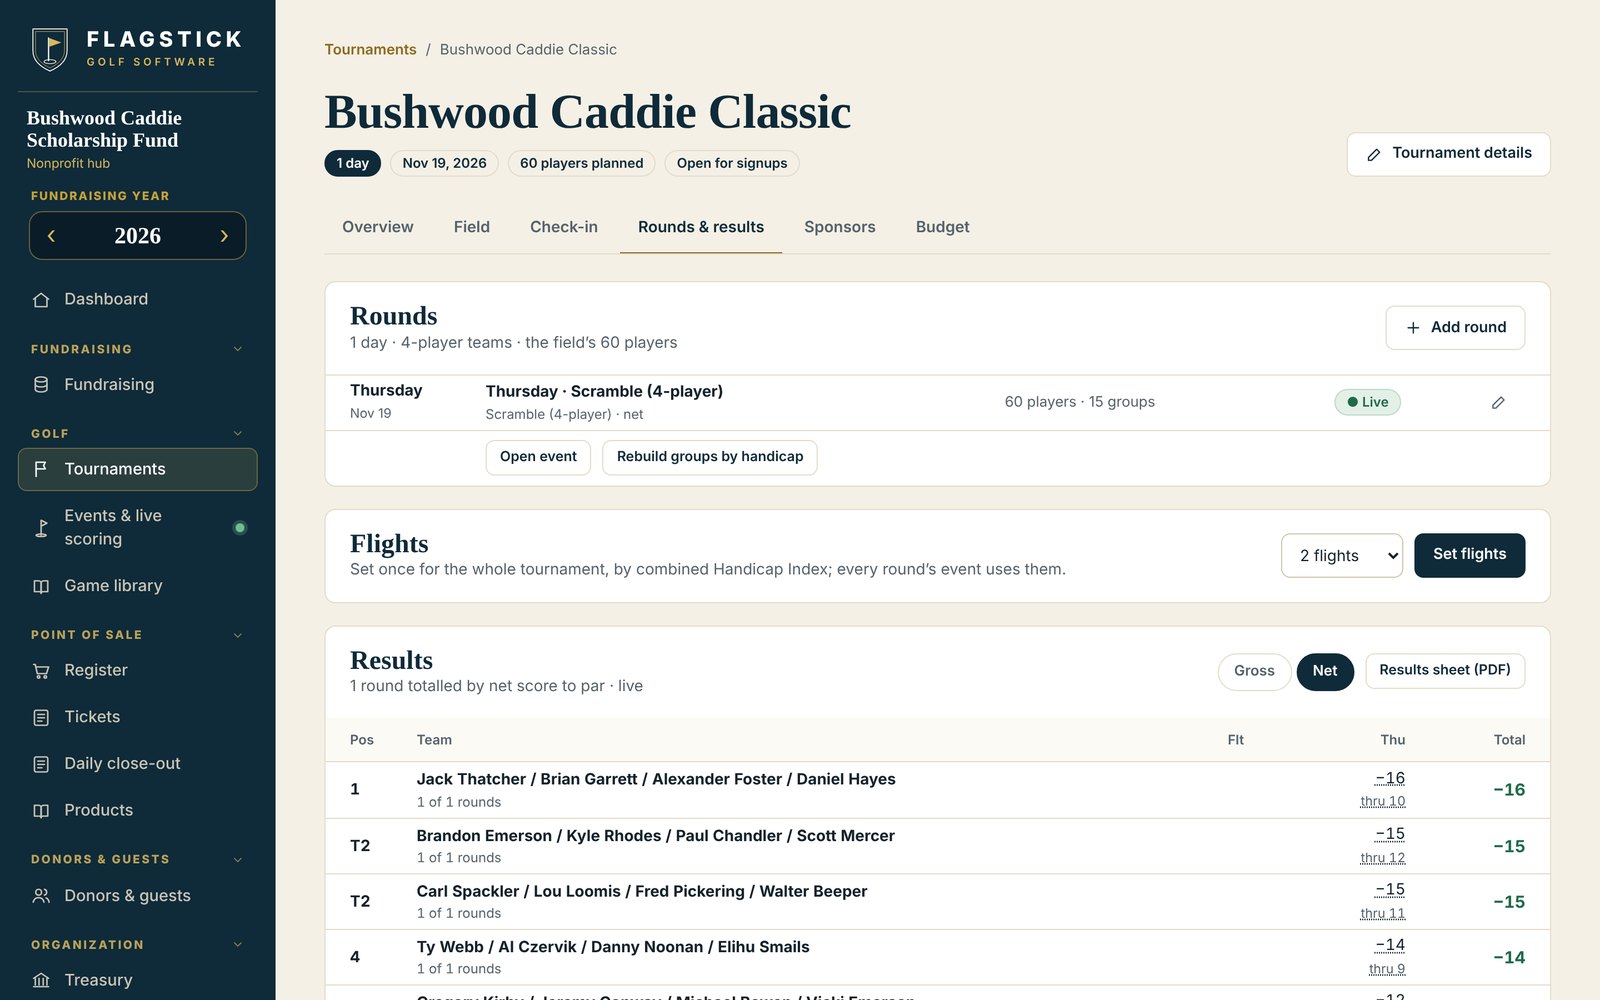 FLAGSTICK
GOLF SOFTWARE
Bushwood Caddie
Scholarship Fund
Nonprofit hub
FUNDRAISING YEAR
2026
Dashboard
FUNDRAISING
Fundraising
GOLF
Tournaments
Events & live
scoring
Game library
POINT OF SALE
Register
Tickets
Daily close-out
Products
DONORS & GUESTS
Donors & guests
ORGANIZATION
Treasury
Tournaments / Bushwood Caddie Classic
Bushwood Caddie Classic
1 day Nov 19, 2026 60 players planned Open for signups
Tournament details
Overview Field Check-in Rounds & results Sponsors Budget
Rounds
1 day · 4-player teams · the field's 60 players
Add round
Thursday Thursday · Scramble (4-player) 60 players · 15 groups Live
Nov 19 Scramble (4-player) · net
Open event Rebuild groups by handicap
Flights
Set once for the whole tournament, by combined Handicap Index; every round's event uses them.
2 flights Set flights
Results
1 round totalled by net score to par · live
Gross Net Results sheet (PDF)
Pos Team Flt Thu Total
1 Jack Thatcher / Brian Garrett / Alexander Foster / Daniel Hayes −16 −16
1 of 1 rounds thru 10
T2 Brandon Emerson / Kyle Rhodes / Paul Chandler / Scott Mercer −15 −15
1 of 1 rounds thru 12
T2 Carl Spackler / Lou Loomis / Fred Pickering / Walter Beeper −15 −15
1 of 1 rounds thru 11
4 Ty Webb / Al Czervik / Danny Noonan / Elihu Smails −14 −14
1 of 1 rounds thru 9